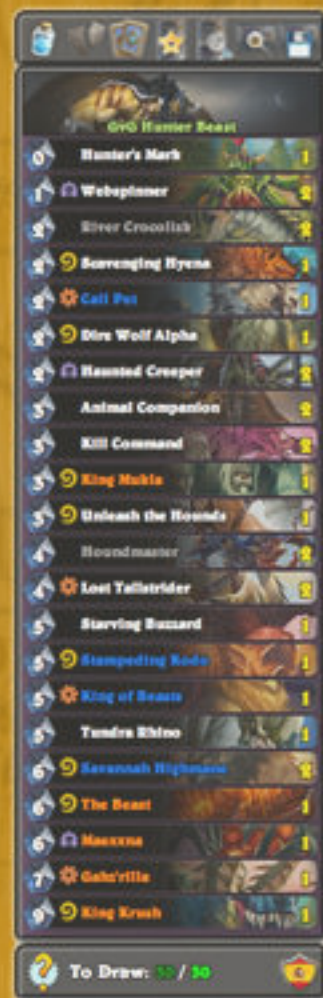 GvG Hunter Beast
0 Hunter's Mark 1
1 Webspinner 2
2 River Crocolisk 2
2 Scavenging Hyena 1
2 Call Pet 1
2 Dire Wolf Alpha 1
2 Haunted Creeper 2
3 Animal Companion 2
3 Kill Command 2
3 King Mukla 1
3 Unleash the Hounds 1
4 Houndmaster 2
4 Lost Tallstrider 2
5 Starving Buzzard 1
5 Stampeding Kodo 1
5 King of Beasts 1
5 Tundra Rhino 1
6 Savannah Highmane 2
6 The Beast 1
6 Maexxna 1
7 Gahz'rilla 1
9 King Krush 1
To Draw: 30 / 30